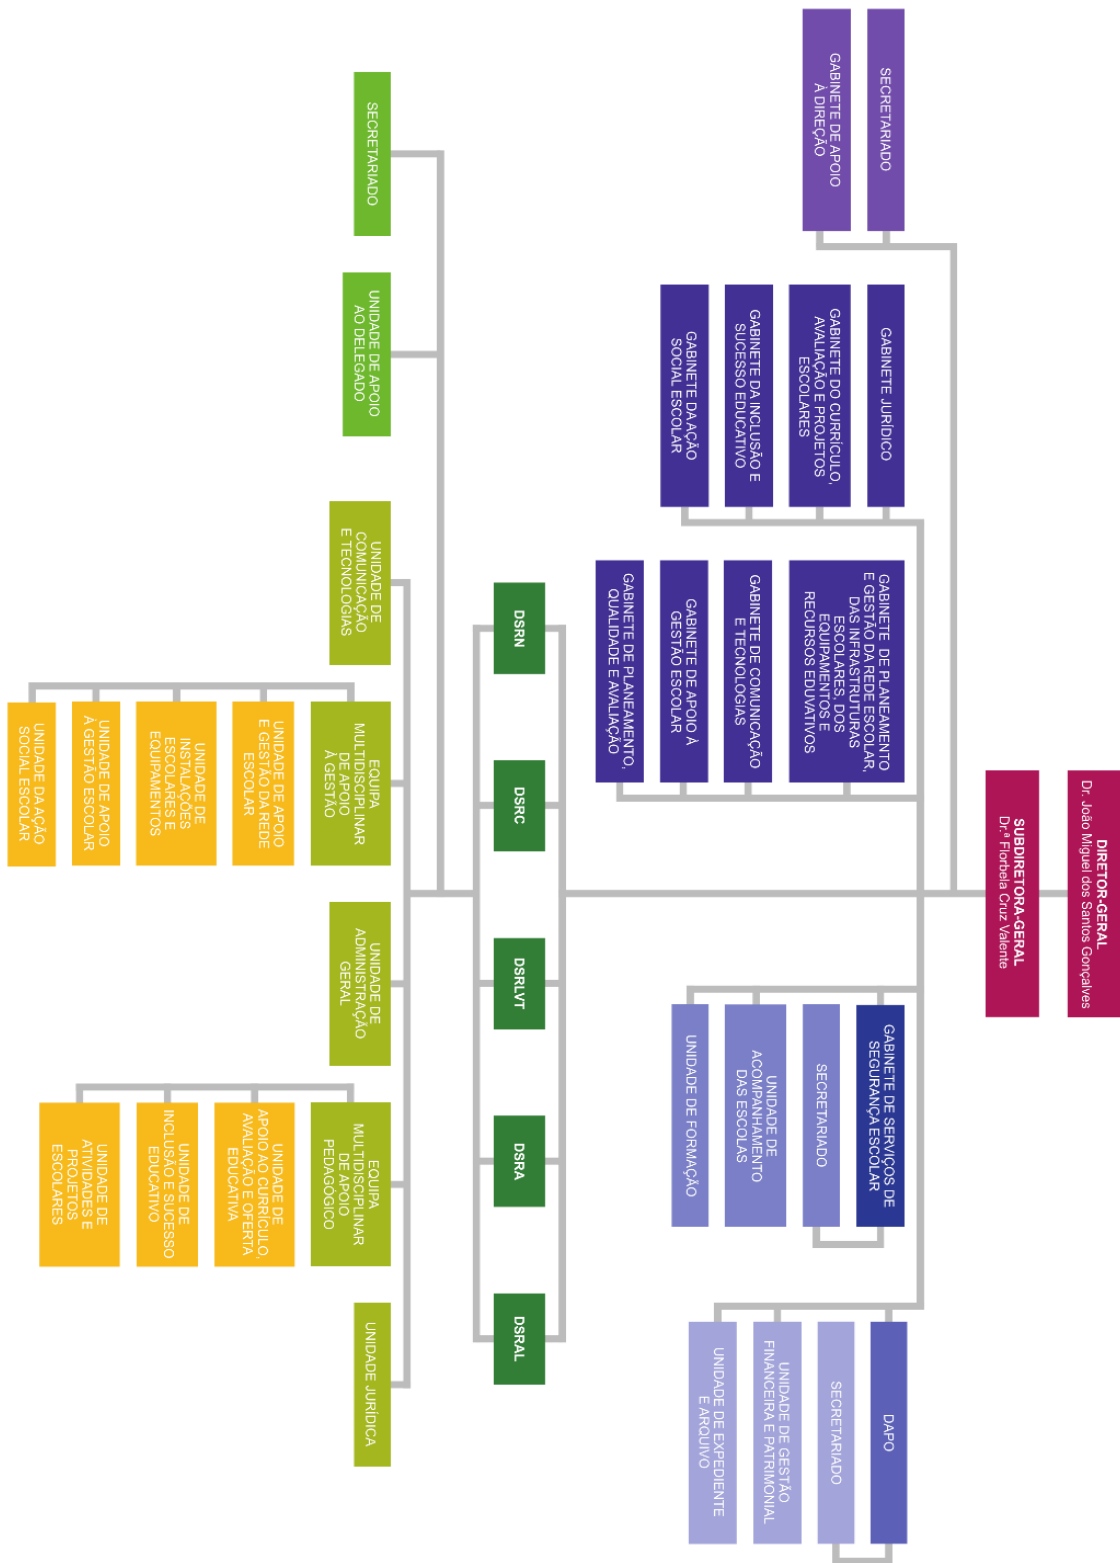 DIRETOR-GERAL
Dr. João Miguel dos Santos Gonçalves
SUBDIRETORA-GERAL
Dr.ª Florbela Cruz Valente
SECRETARIADO
GABINETE DE APOIO
À DIREÇÃO
GABINETE JURÍDICO
GABINETE DO CURRÍCULO,
AVALIAÇÃO E PROJETOS
ESCOLARES
GABINETE DA INCLUSÃO E
SUCESSO EDUCATIVO
GABINETE DA AÇÃO
SOCIAL ESCOLAR
GABINETE DE PLANEAMENTO
E GESTÃO DA REDE ESCOLAR,
DAS INFRASTRUTURAS
ESCOLARES, DOS
EQUIPAMENTOS E
RECURSOS EDUVATIVOS
GABINETE DE COMUNICAÇÃO
E TECNOLOGIAS
GABINETE DE APOIO À
GESTÃO ESCOLAR
GABINETE DE PLANEAMENTO,
QUALIDADE E AVALIAÇÃO
GABINETE DE SERVIÇOS DE
SEGURANÇA ESCOLAR
SECRETARIADO
UNIDADE DE
ACOMPANHAMENTO
DAS ESCOLAS
UNIDADE DE FORMAÇÃO
DAPO
SECRETARIADO
UNIDADE DE GESTÃO
FINANCEIRA E PATRIMONIAL
UNIDADE DE EXPEDIENTE
E ARQUIVO
DSRN
DSRC
DSRLVT
DSRA
DSRAL
SECRETARIADO
UNIDADE DE APOIO
AO DELEGADO
UNIDADE DE
COMUNICAÇÃO
E TECNOLOGIAS
EQUIPA
MULTIDISCIPLINAR
DE APOIO
À GESTÃO
UNIDADE DE APOIO
E GESTÃO DA REDE
ESCOLAR
UNIDADE DE
INSTALAÇÕES
ESCOLARES E
EQUIPAMENTOS
UNIDADE DE APOIO
À GESTÃO ESCOLAR
UNIDADE DA AÇÃO
SOCIAL ESCOLAR
UNIDADE DE
ADMINISTRAÇÃO
GERAL
EQUIPA
MULTIDISCIPLINAR
DE APOIO
PEDAGOGICO
UNIDADE DE
APOIO AO CURRÍCULO,
AVALIAÇÃO E OFERTA
EDUCATIVA
UNIDADE DE
INCLUSÃO E SUCESSO
EDUCATIVO
UNIDADE DE
ATIVIDADES E
PROJETOS
ESCOLARES
UNIDADE JURÍDICA